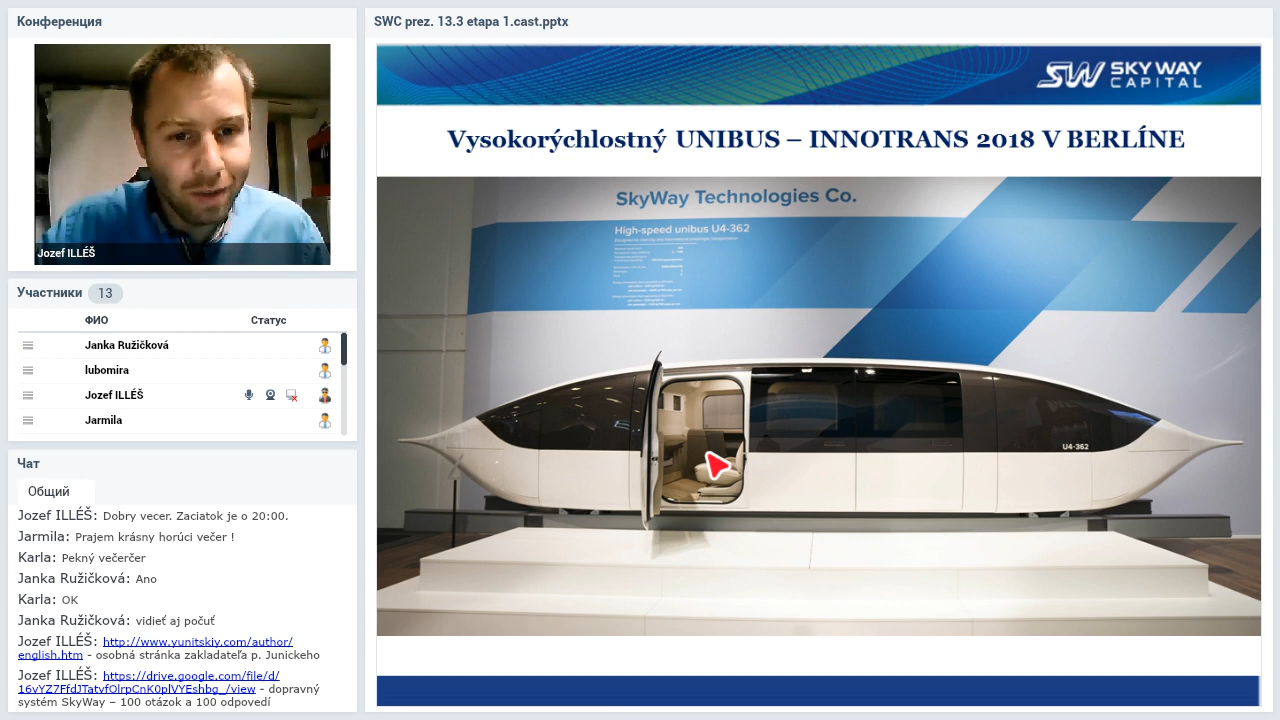 Конференция
Jozef ILLÉŠ
Участники 13
ФИО Статус
Janka Ružičková
lubomira
Jozef ILLÉŠ
Jarmila
Чат
Общий
Jozef ILLÉŠ: Dobry vecer. Zaciatok je o 20:00.
Jarmila: Prajem krásny horúci večer !
Karla: Pekný večerčer
Janka Ružičková: Ano
Karla: OK
Janka Ružičková: vidieť aj počuť
Jozef ILLÉŠ: http://www.yunitskiy.com/author/
english.htm - osobná stránka zakladateľa p. Junickeho
Jozef ILLÉŠ: https://drive.google.com/file/d/
16vYZ7FfdJTatvfOlrpCnK0plVYEshbg_/view - dopravný
systém SkyWay – 100 otázok a 100 odpovedí
SWC prez. 13.3 etapa 1.cast.pptx
SW SKY WAY
CAPITAL
Vysokorýchlostný UNIBUS – INNOTRANS 2018 V BERLÍNE
SkyWay Technologies Co.
High-speed unibus U4-362
U4-362